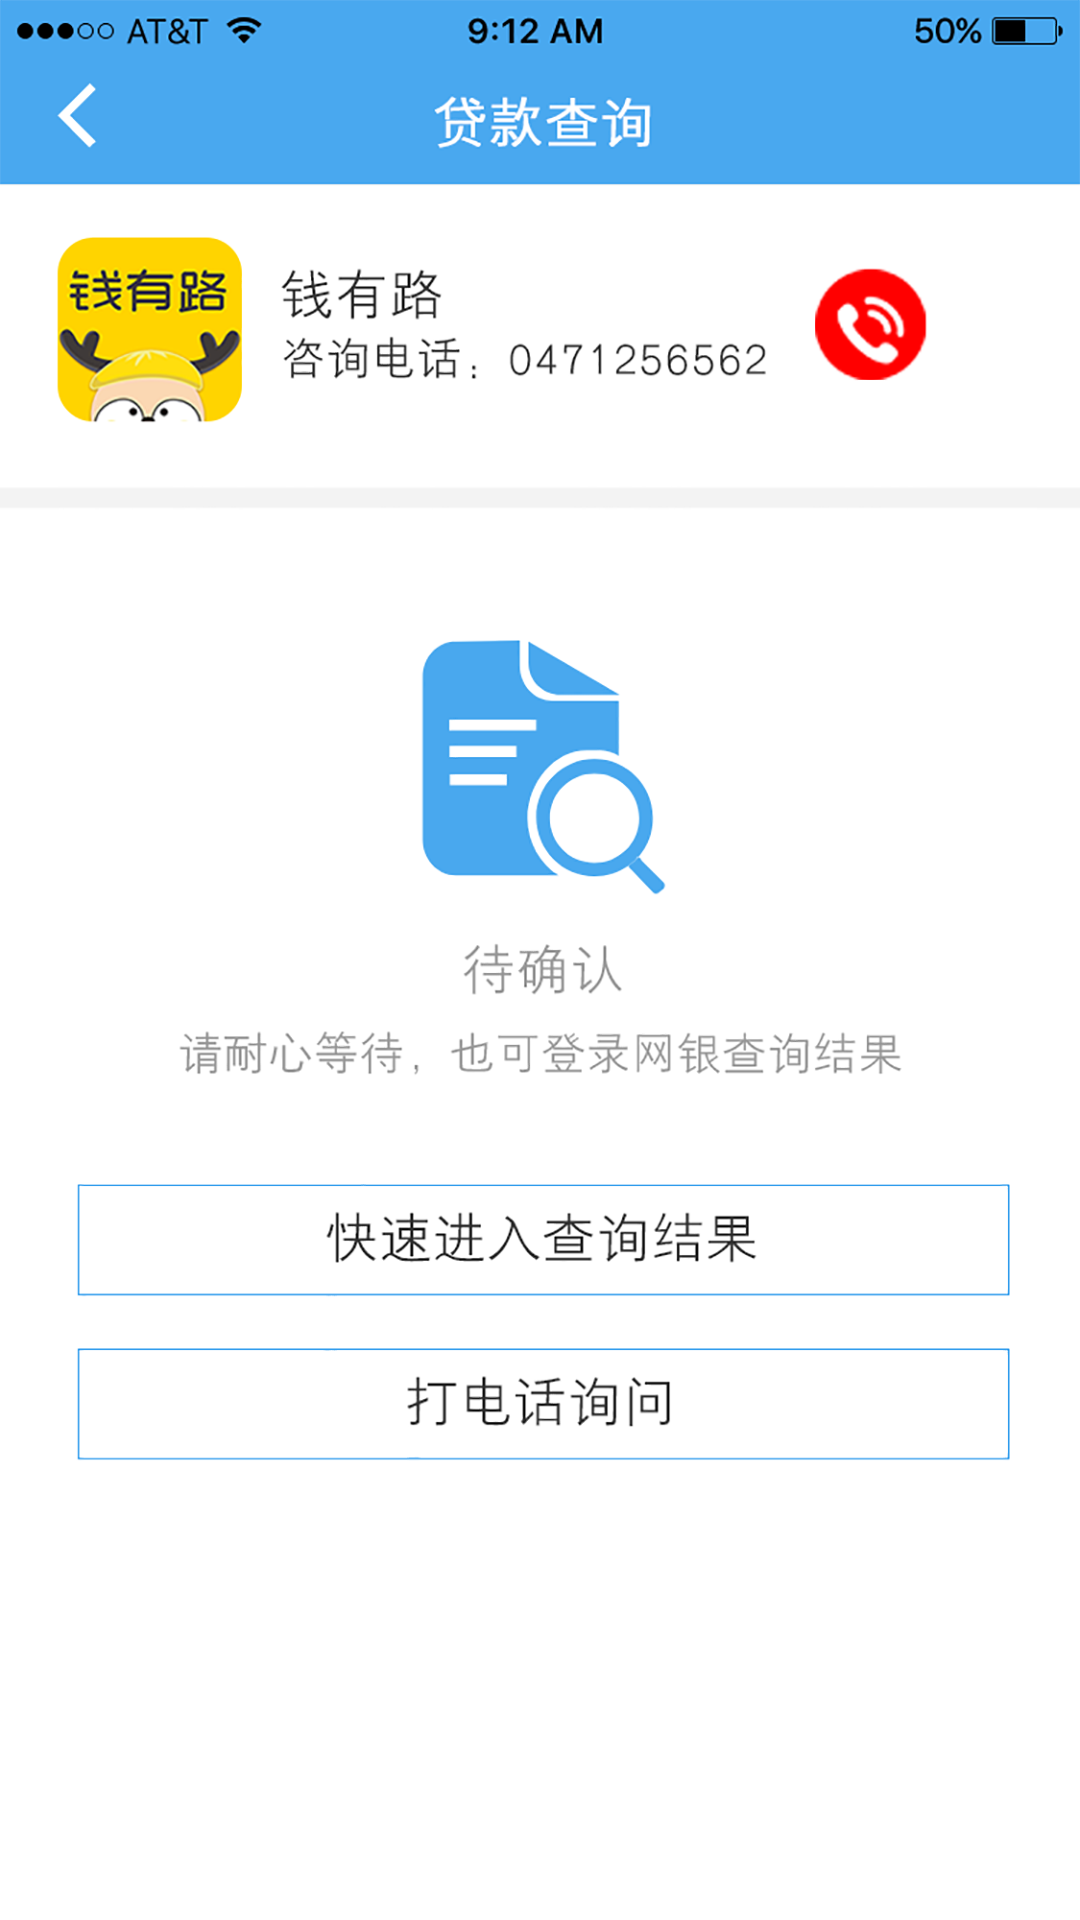 AT&T 9:12 AM 50%
贷款查询
钱有路
钱有路
咨询电话：0471256562
待确认
请耐心等待，也可登录网银查询结果
快速进入查询结果
打电话询问